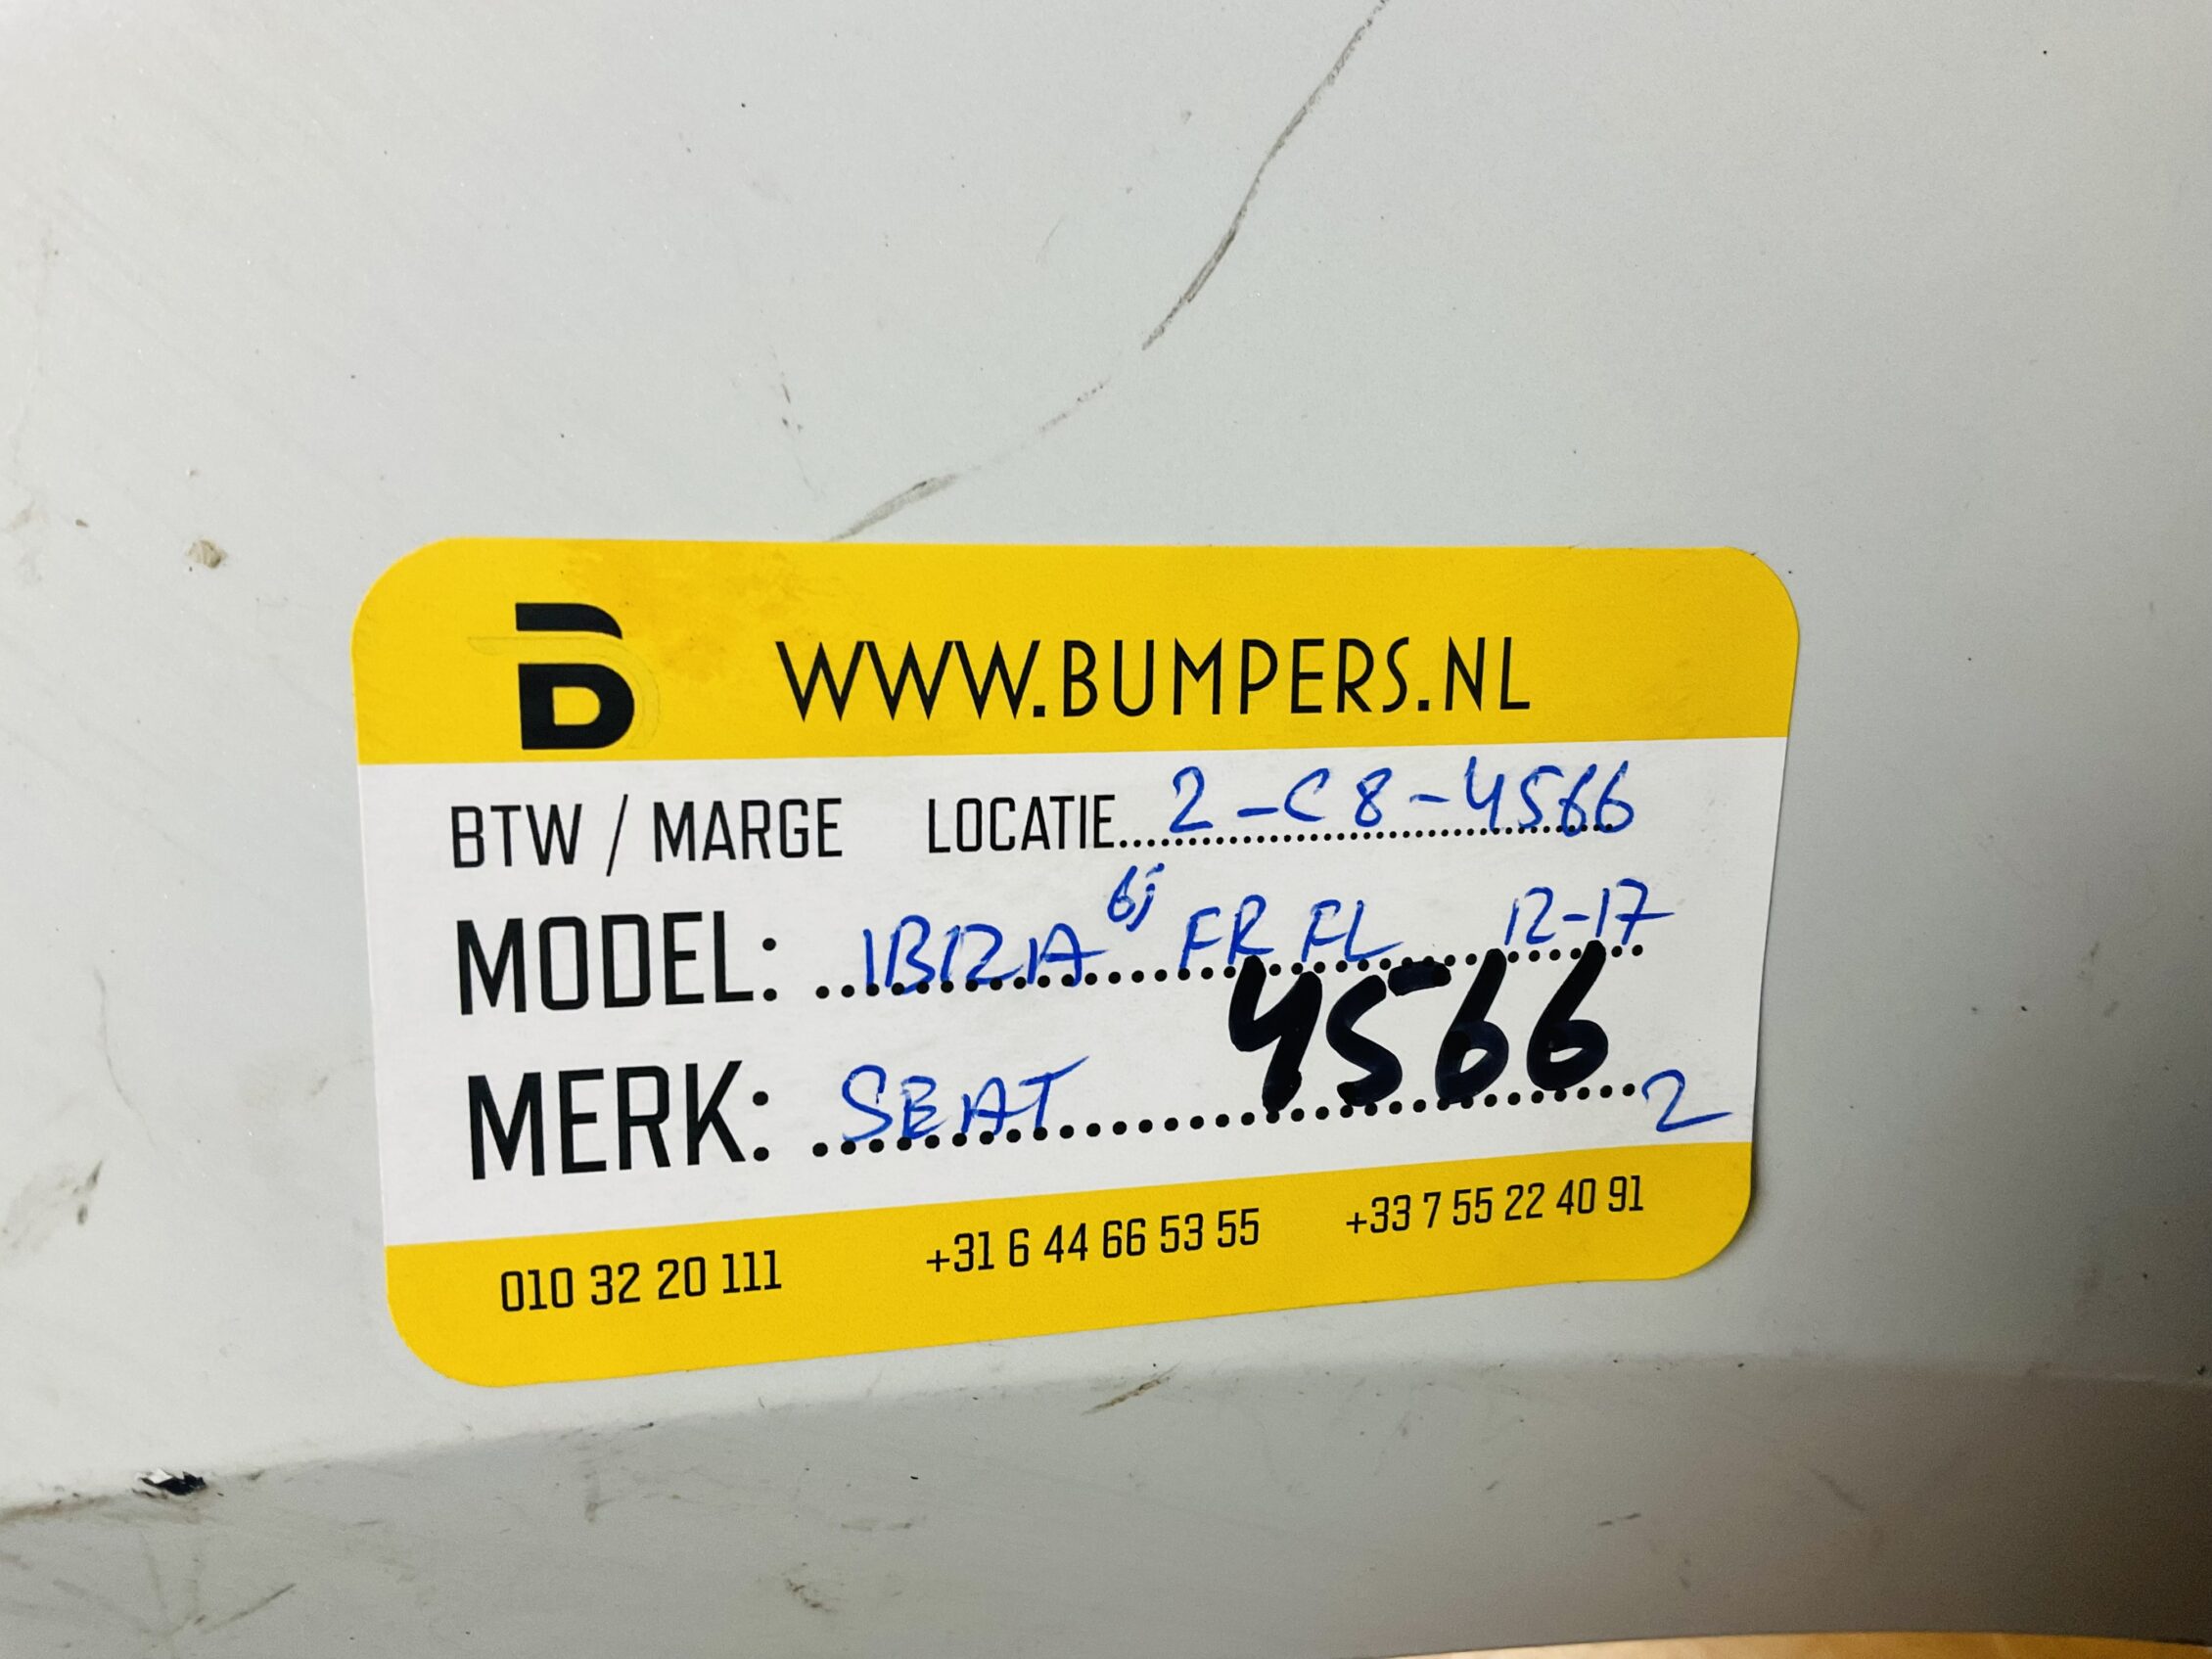 B WWW.BUMPERS.NL
BTW / MARGE LOCATIE 2-C8-4566
MODEL: IBIZA 6j FR FL 12-17
4566
MERK: SEAT 2
010 32 20 111 +31 6 44 66 53 55 +33 7 55 22 40 91